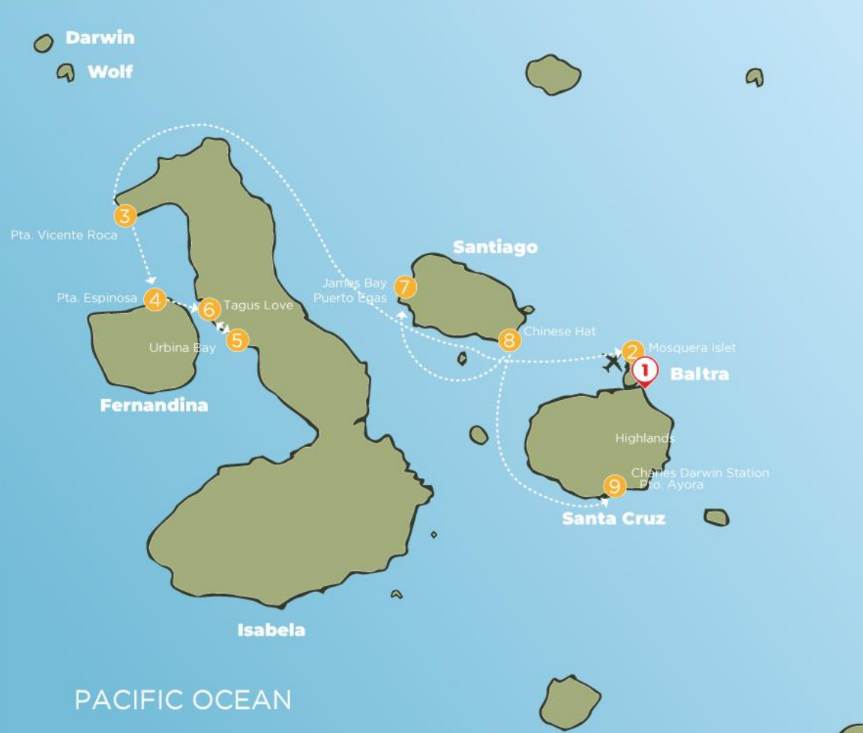 Darwin
Wolf
3
Pta. Vicente Roca
Santiago
James Bay
Puerto Egas
7
Pta. Espinosa
4
6
Tagus Love
Chinese Hat
8
Urbina Bay
5
2
Mosquera Islet
1
Baltra
Fernandina
Highlands
Charles Darwin Station
Pto. Ayora
9
Santa Cruz
Isabela
PACIFIC OCEAN